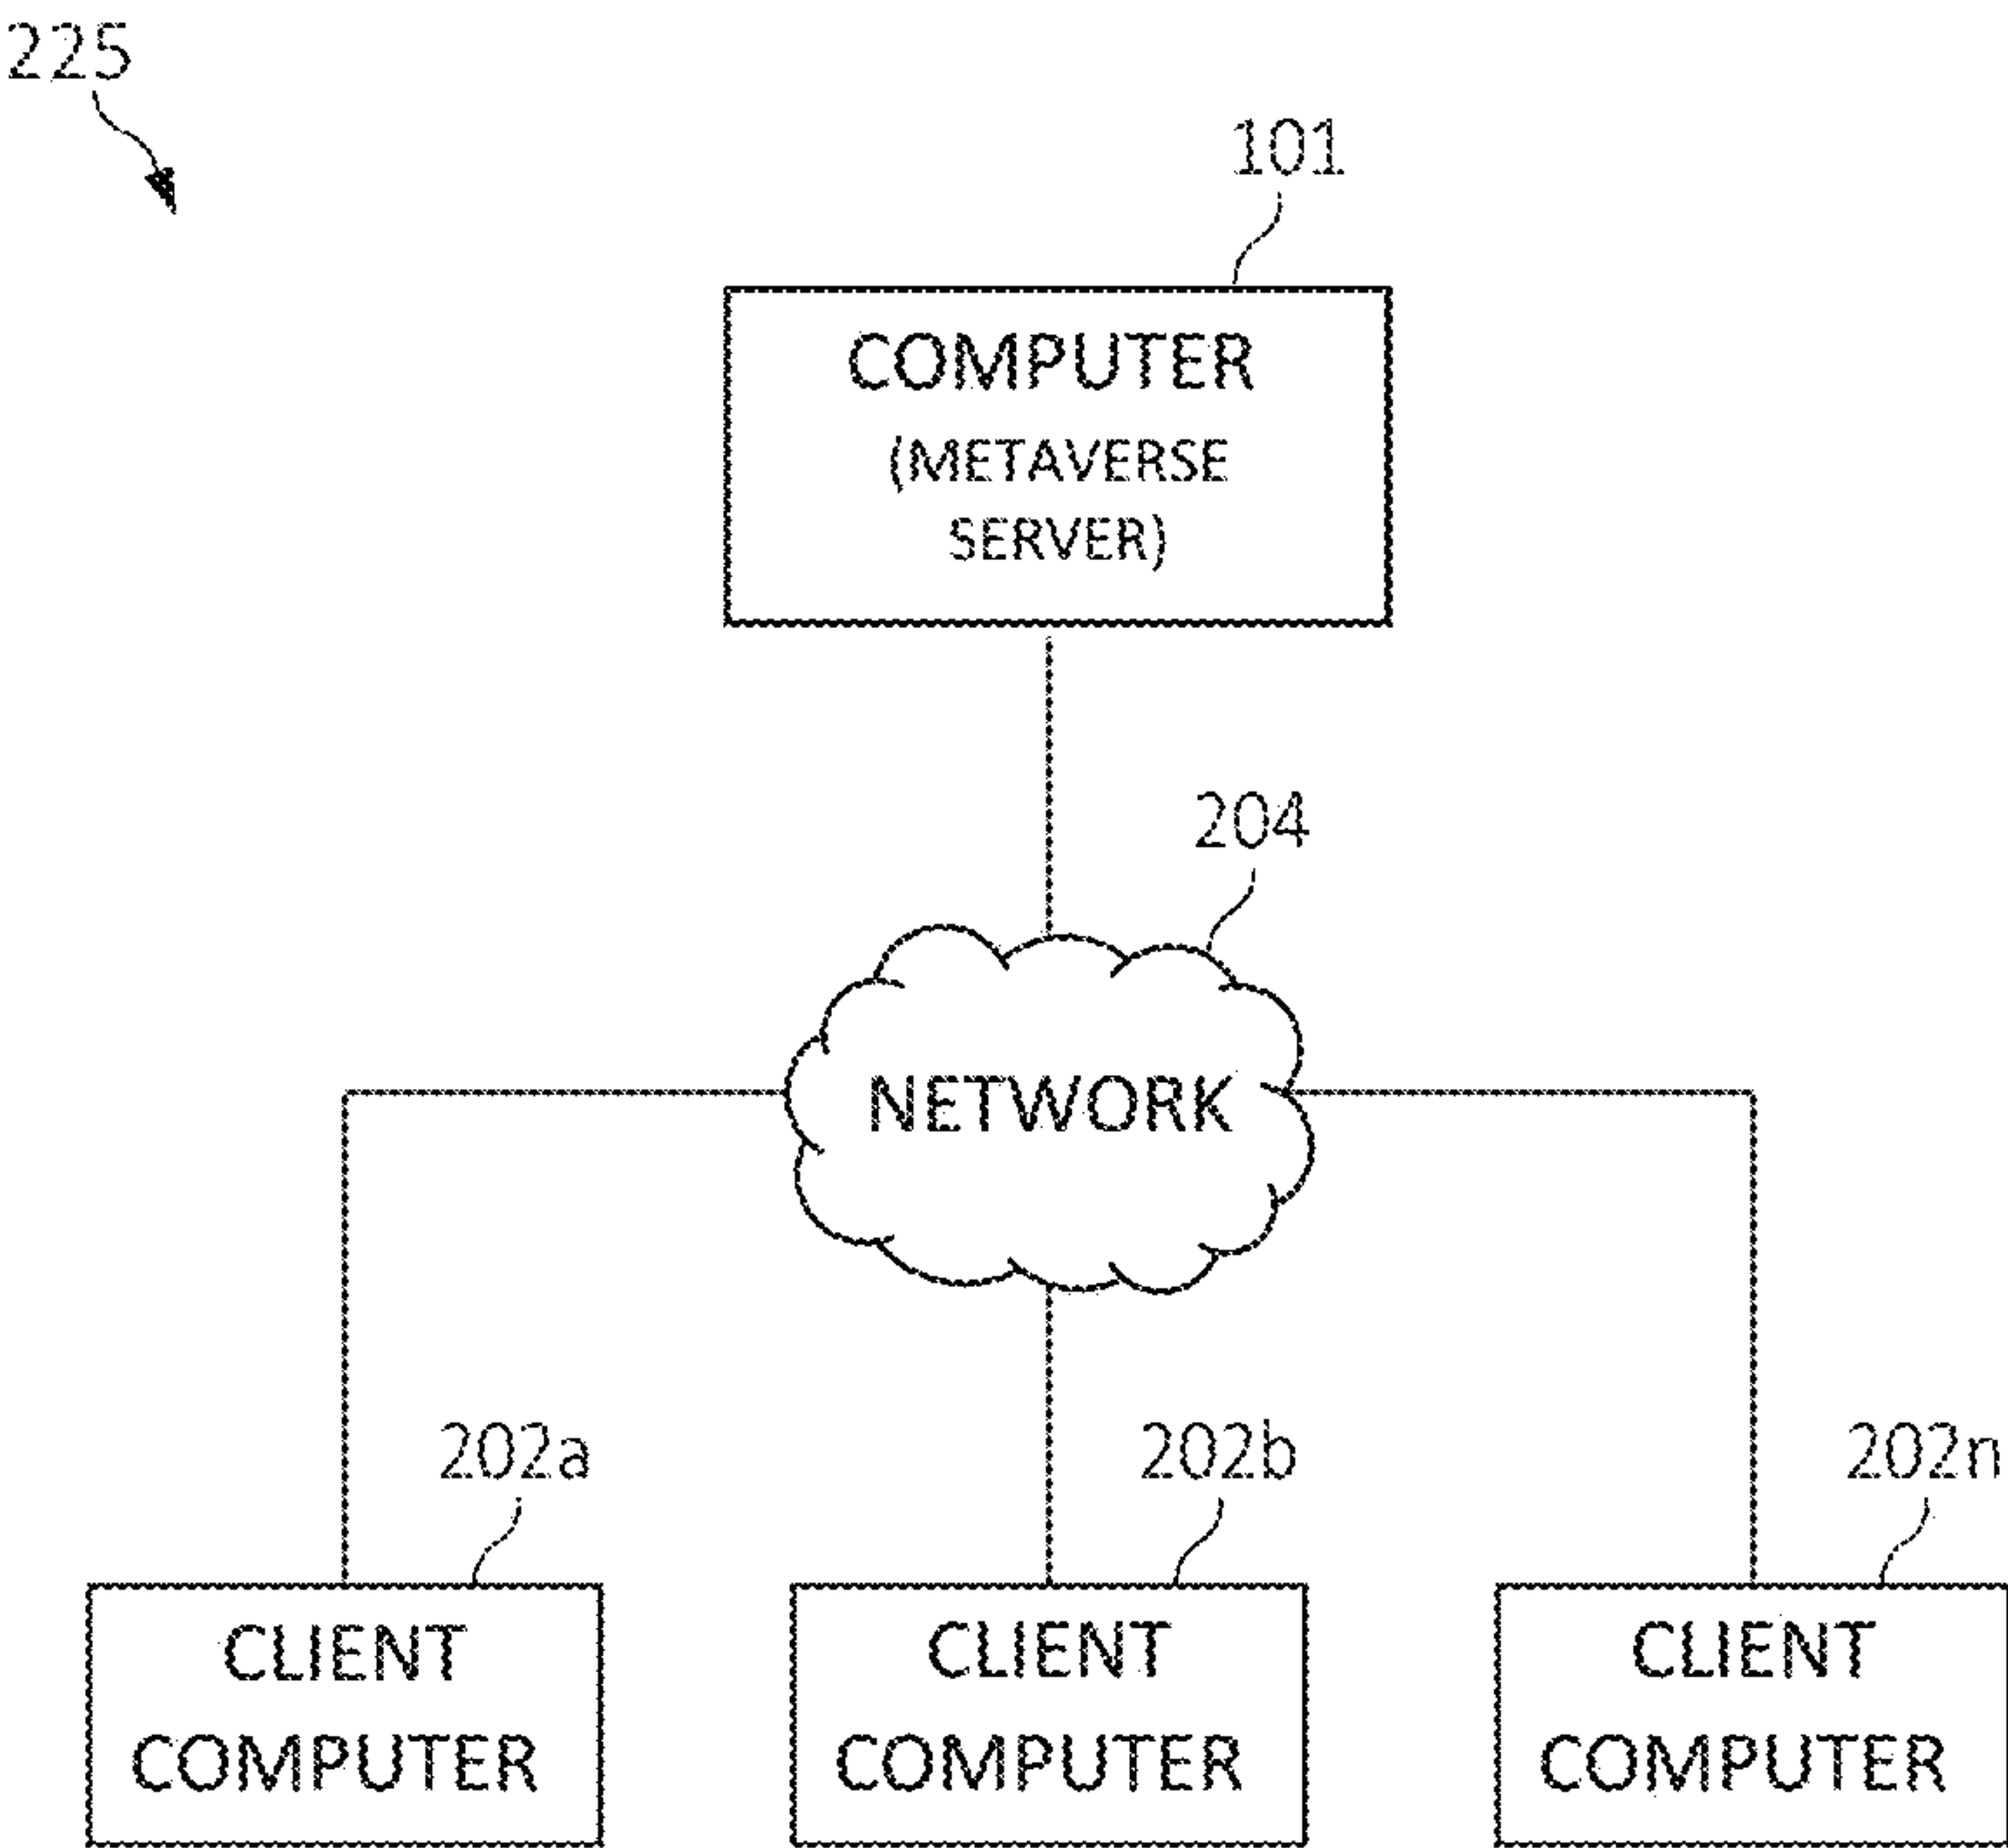 225
101
COMPUTER
(METAVERSE
SERVER)
204
NETWORK
202a
202b
202n
CLIENT
COMPUTER
CLIENT
COMPUTER
CLIENT
COMPUTER